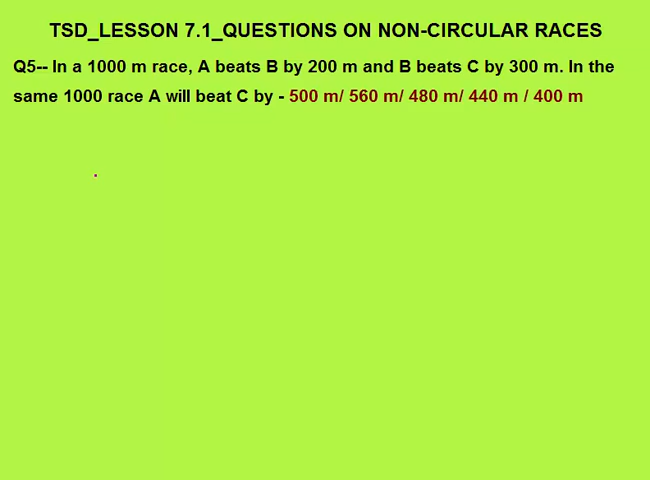 TSD_LESSON 7.1_QUESTIONS ON NON-CIRCULAR RACES
Q5-- In a 1000 m race, A beats B by 200 m and B beats C by 300 m. In the
same 1000 race A will beat C by - 500 m/ 560 m/ 480 m/ 440 m / 400 m